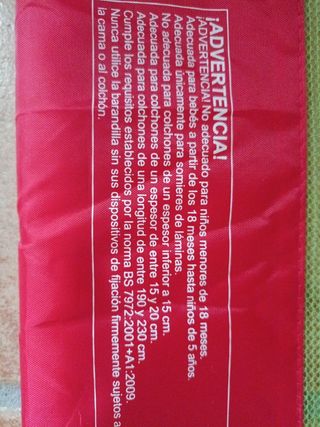 ¡ADVERTENCIA!
¡ADVERTENCIA! No adecuado para niños menores de 18 meses.
Adecuada para bebés a partir de los 18 meses hasta niños de 5 años.
Adecuada únicamente para somieres de láminas.
No adecuada para colchones de un espesor inferior a 15 cm.
Adecuada para colchones de un espesor de entre 15 y 20 cm.
Adecuada para colchones de una longitud de entre 190 y 230 cm.
Cumple los requisitos establecidos por la norma BS 7972:2001+A1:2009.
Nunca utilice la barandilla sin sus dispositivos de fijación firmemente sujetos a
la cama o al colchón.